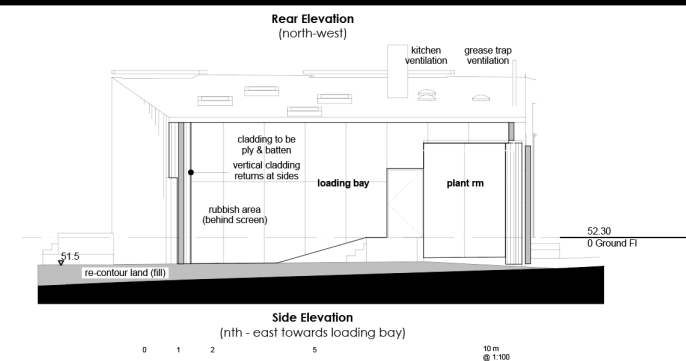 Rear Elevation
(north-west)
kitchen
ventilation
grease trap
ventilation
cladding to be
ply & batten
vertical cladding
returns at sides
loading bay
plant rm
rubbish area
(behind screen)
52.30
0 Ground Fl
51.5
re-contour land (fill)
Side Elevation
(nth - east towards loading bay)
0 1 2 5 10 m
@ 1:100